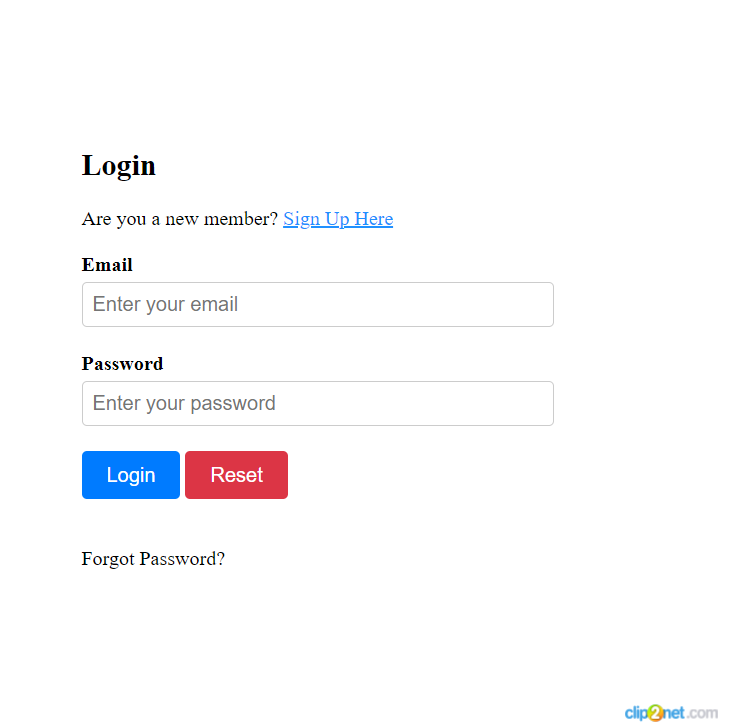 Login
Are you a new member? Sign Up Here
Email
Enter your email
Password
Enter your password
Login Reset
Forgot Password?
clip2net.com